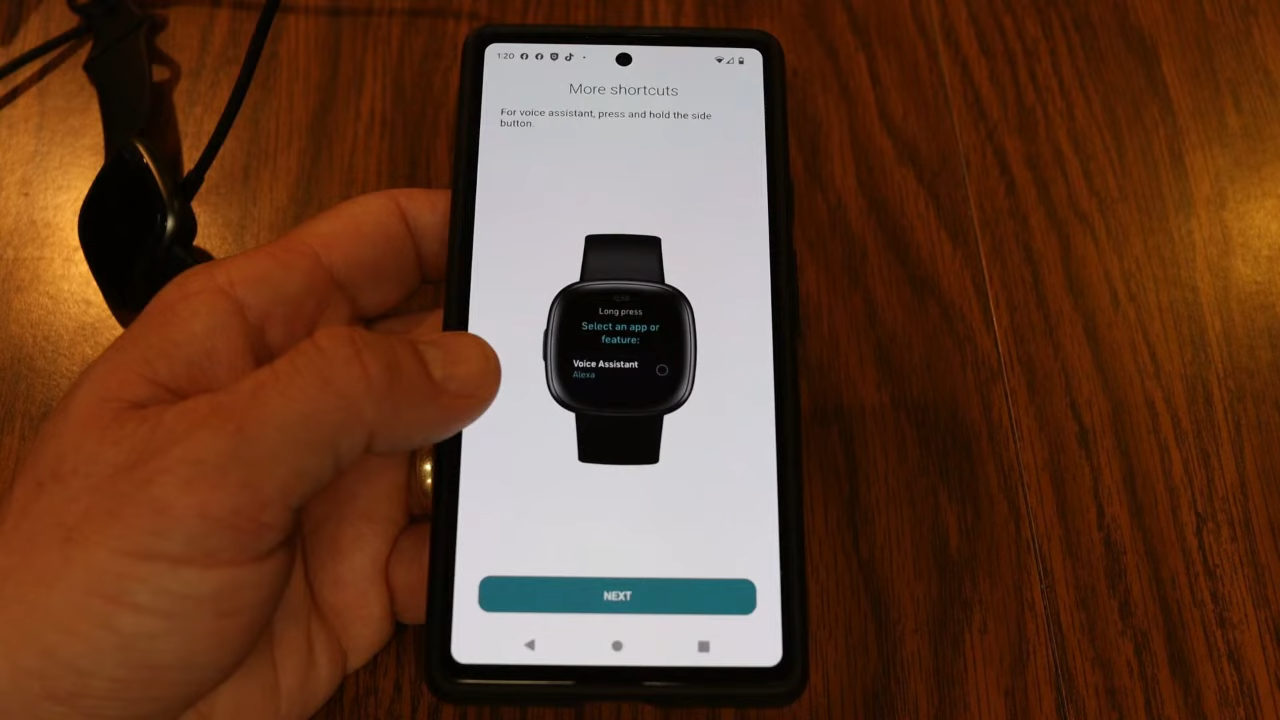 1:20
More shortcuts
For voice assistant, press and hold the side
button.
Long press
Select an app or
feature:
Voice Assistant
Alexa
NEXT